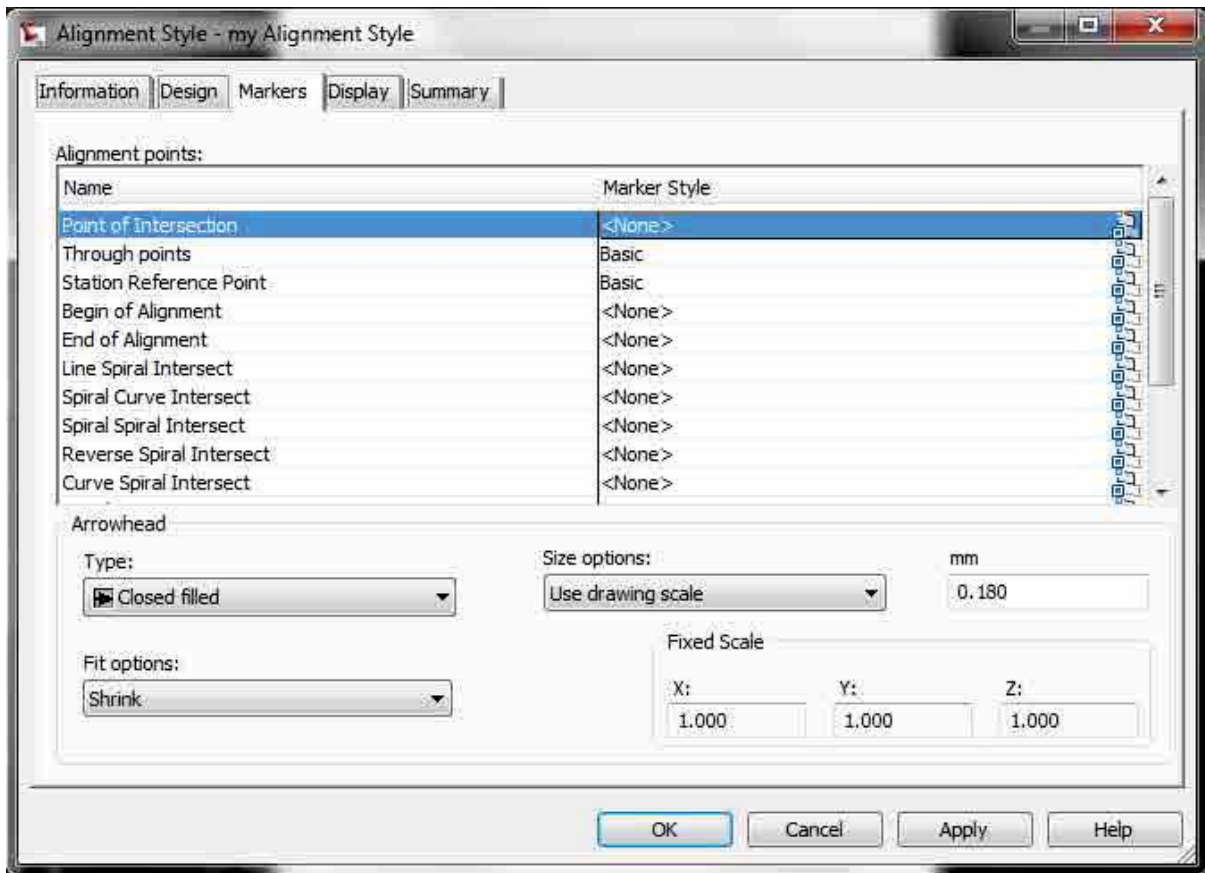 Alignment Style - my Alignment Style
Information Design Markers Display Summary
Alignment points:
Name Marker Style
Point of Intersection <None>
Through points Basic
Station Reference Point Basic
Begin of Alignment <None>
End of Alignment <None>
Line Spiral Intersect <None>
Spiral Curve Intersect <None>
Spiral Spiral Intersect <None>
Reverse Spiral Intersect <None>
Curve Spiral Intersect <None>
Arrowhead
Type: Size options: mm
Closed filled Use drawing scale 0.180
Fixed Scale
Fit options:
X: Y: Z:
Shrink
1.000 1.000 1.000
OK Cancel Apply Help